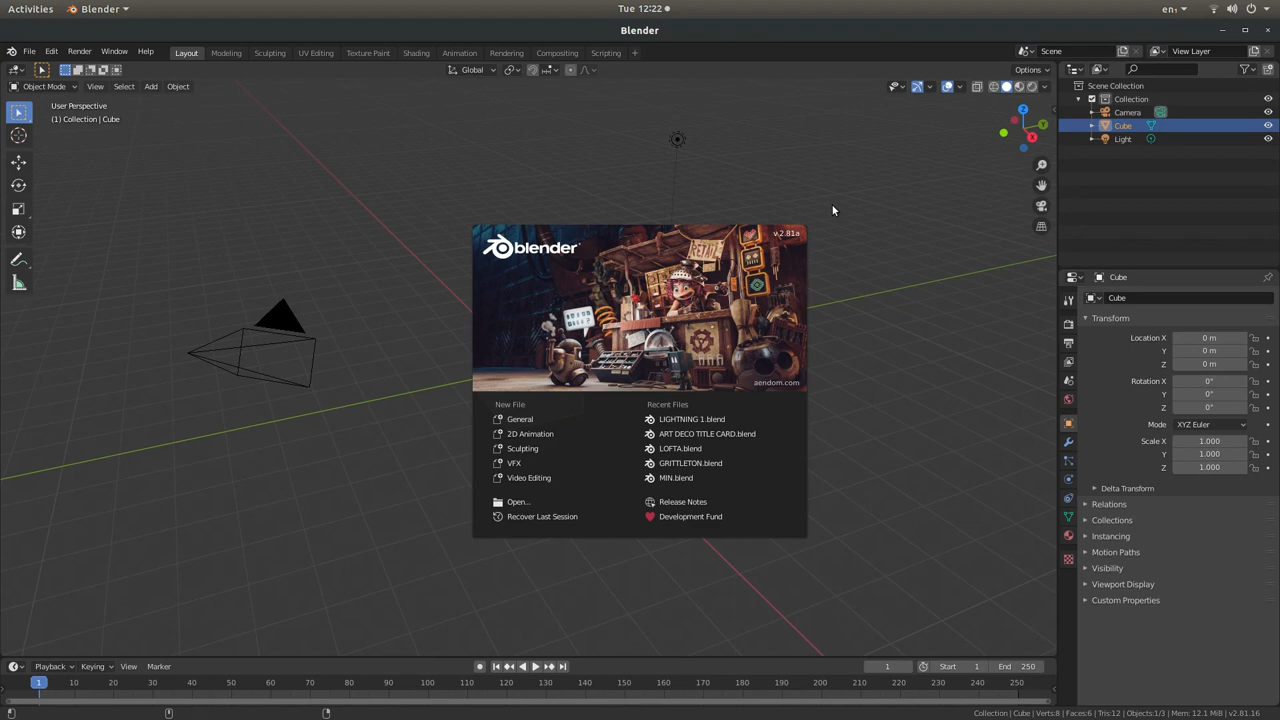 Activities Blender Tue 12:22 en₁
Blender
File Edit Render Window Help Layout Modeling Sculpting UV Editing Texture Paint Shading Animation Rendering Compositing Scripting + Scene View Layer
Global Options
Object Mode View Select Add Object
User Perspective
(1) Collection | Cube
Z
Y
X
Scene Collection
Collection
Camera
Cube
Light
blender
v 2.81a
aendom.com
New File
General
2D Animation
Sculpting
VFX
Video Editing
Open...
Recover Last Session
Recent Files
LIGHTNING 1.blend
ART DECO TITLE CARD.blend
LOFTA.blend
GRITTLETON.blend
MIN.blend
Release Notes
Development Fund
Cube
Cube
Transform
Location X 0 m
Y 0 m
Z 0 m
Rotation X 0°
Y 0°
Z 0°
Mode XYZ Euler
Scale X 1.000
Y 1.000
Z 1.000
Delta Transform
Relations
Collections
Instancing
Motion Paths
Visibility
Viewport Display
Custom Properties
Playback Keying View Marker 1 Start 1 End 250
1 10 20 30 40 50 60 70 80 90 100 110 120 130 140 150 160 170 180 190 200 210 220 230 240 250
Collection | Cube | Verts:8 | Faces:6 | Tris:12 | Objects:1/3 | Mem: 12.1 MiB | v2.81.16